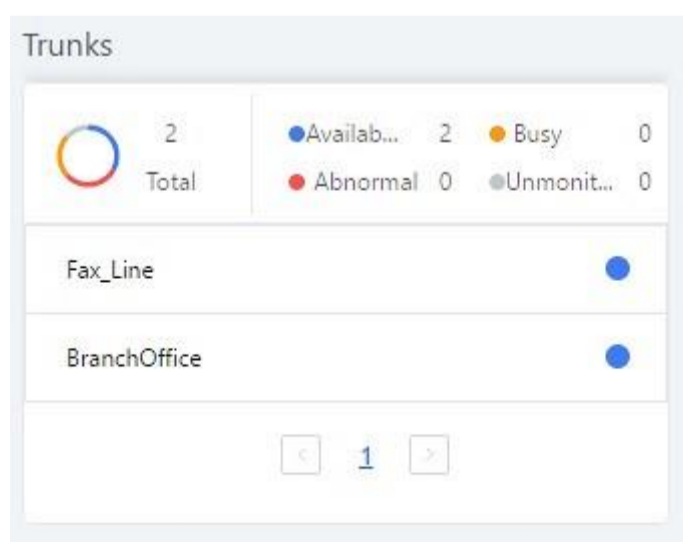 Trunks
2
Total
Availab... 2
Busy 0
Abnormal 0
Unmonit... 0
Fax_Line
BranchOffice
< 1 >